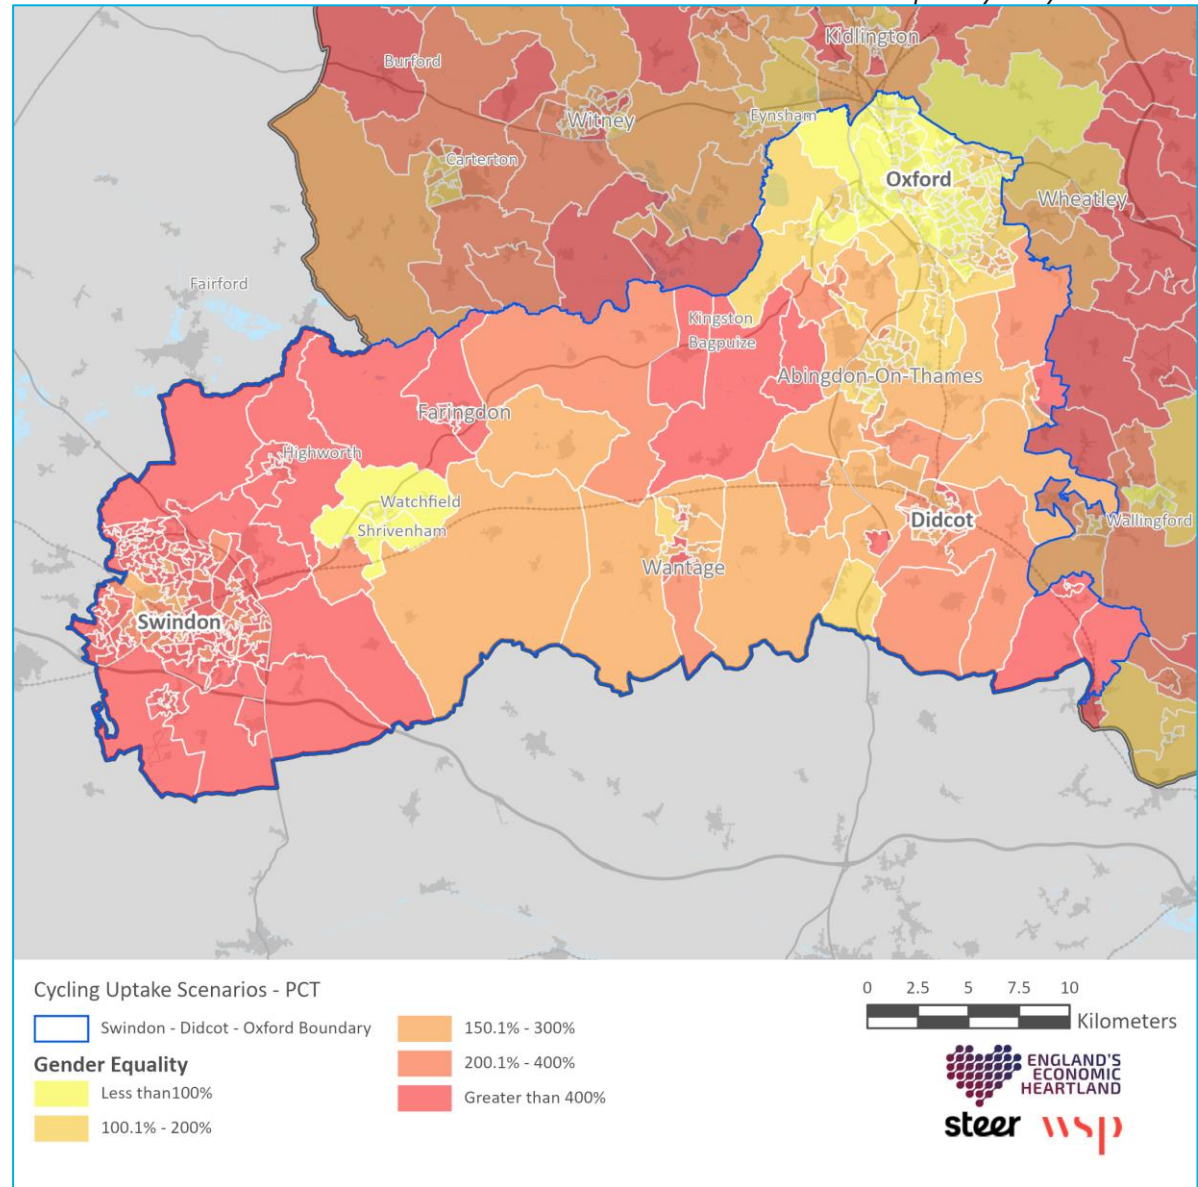 Kidlington
Burford
Eynsham
Witney
Carterton
Oxford
Wheatley
Fairford
Kingston
Bagpuize
Abingdon-On-Thames
Faringdon
Highworth
Watchfield
Shrivenham
Didcot
Wallingford
Wantage
Swindon
Cycling Uptake Scenarios - PCT
Swindon - Didcot - Oxford Boundary
Gender Equality
Less than100%
100.1% - 200%
150.1% - 300%
200.1% - 400%
Greater than 400%
0 2.5 5 7.5 10
Kilometers
ENGLAND'S
ECONOMIC
HEARTLAND
steer wsp